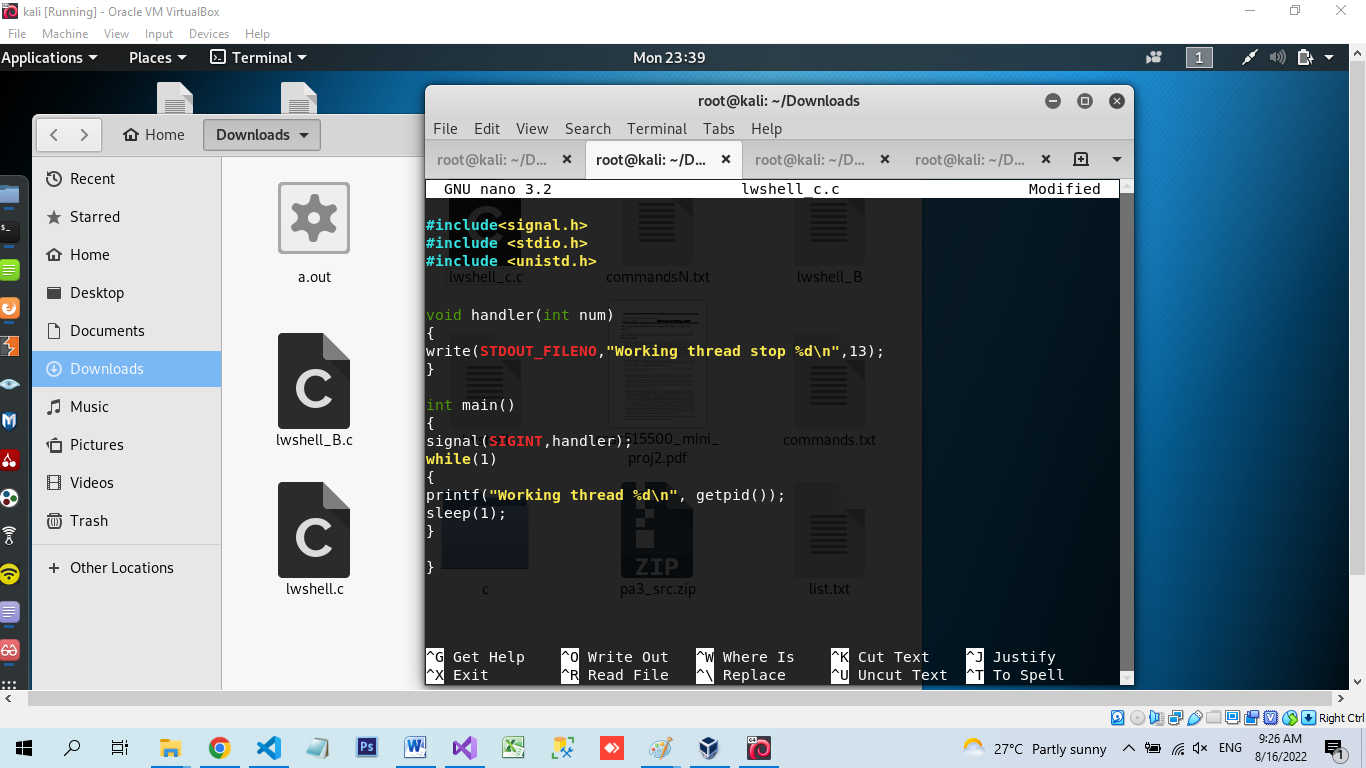 kali [Running] - Oracle VM VirtualBox
File Machine View Input Devices Help
Applications Places Terminal Mon 23:39 1
root@kali: ~/Downloads
Home Downloads
File Edit View Search Terminal Tabs Help
root@kali: ~/D... root@kali: ~/D... root@kali: ~/D... root@kali: ~/D...
GNU nano 3.2 lwshell_c.c Modified
Recent
Starred
Home
Desktop
Documents
Downloads
Music
Pictures
Videos
Trash
Other Locations
a.out
C
lwshell_B.c
C
lwshell.c
#include<signal.h>
#include <stdio.h>
#include <unistd.h>
C
lwshell_c.c commandsN.txt lwshell_B
void handler(int num)
{
write(STDOUT_FILENO,"Working thread stop %d\n",13);
}
int main()
{
signal(SIGINT,handler);
while(1)
{
printf("Working thread %d\n", getpid());
sleep(1);
}
}
515500_mini_
proj2.pdf
commands.txt
ZIP
c pa3_src.zip list.txt
^G Get Help ^O Write Out ^W Where Is ^K Cut Text ^J Justify
^X Exit ^R Read File ^\ Replace ^U Uncut Text ^T To Spell
Right Ctrl
27°C Partly sunny ENG 9:26 AM
8/16/2022
1